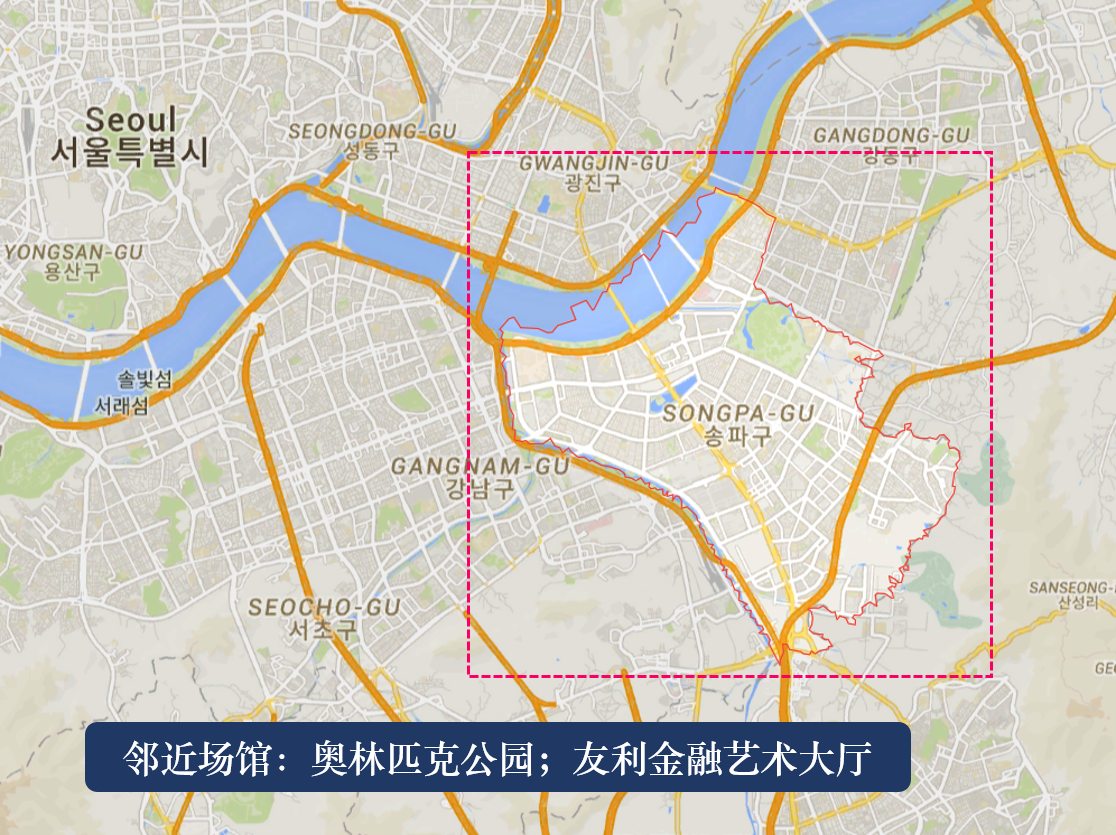 Seoul
서울특별시
SEONGDONG-GU
성동구
GWANGJIN-GU
광진구
GANGDONG-GU
강동구
YONGSAN-GU
용산구
솔빛섬
서래섬
SONGPA-GU
송파구
GANGNAM-GU
강남구
SEOCHO-GU
서초구
SANSEONG-
산성리
GEO
邻近场馆：奥林匹克公园；友利金融艺术大厅